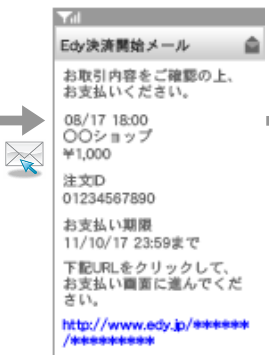 Edy決済開始メール
お取引内容をご確認の上、
お支払いください。
08/17 18:00
〇〇ショップ
¥1,000
注文ID
01234567890
お支払い期限
11/10/17 23:59まで
下記URLをクリックして、
お支払い画面に進んでくだ
さい。
http://www.edy.jp/******
/*********